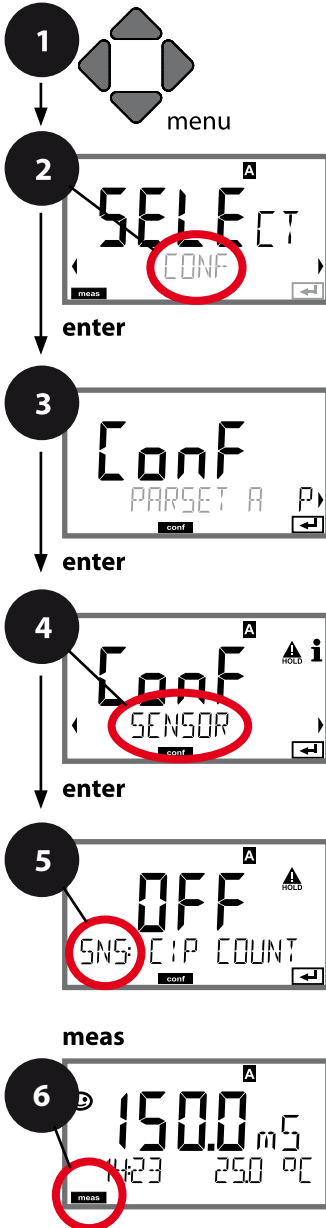 1
menu
2
A
SELECT
CONF
meas
enter
3
ConF
PARSET A P
conf
enter
4
A
ConF
HOLD i
SENSOR
conf
enter
5
A
OFF
HOLD
SNS: CIP COUNT
conf
meas
6
A
150.0 mS
14:23 25.0 °C
meas